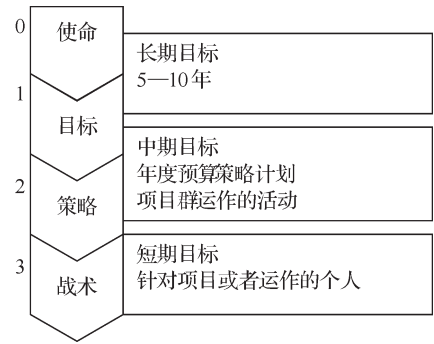 0
使命
长期目标
5—10年
1
目标
中期目标
年度预算策略计划
项目群运作的活动
2
策略
3
短期目标
针对项目或者运作的个人
战术